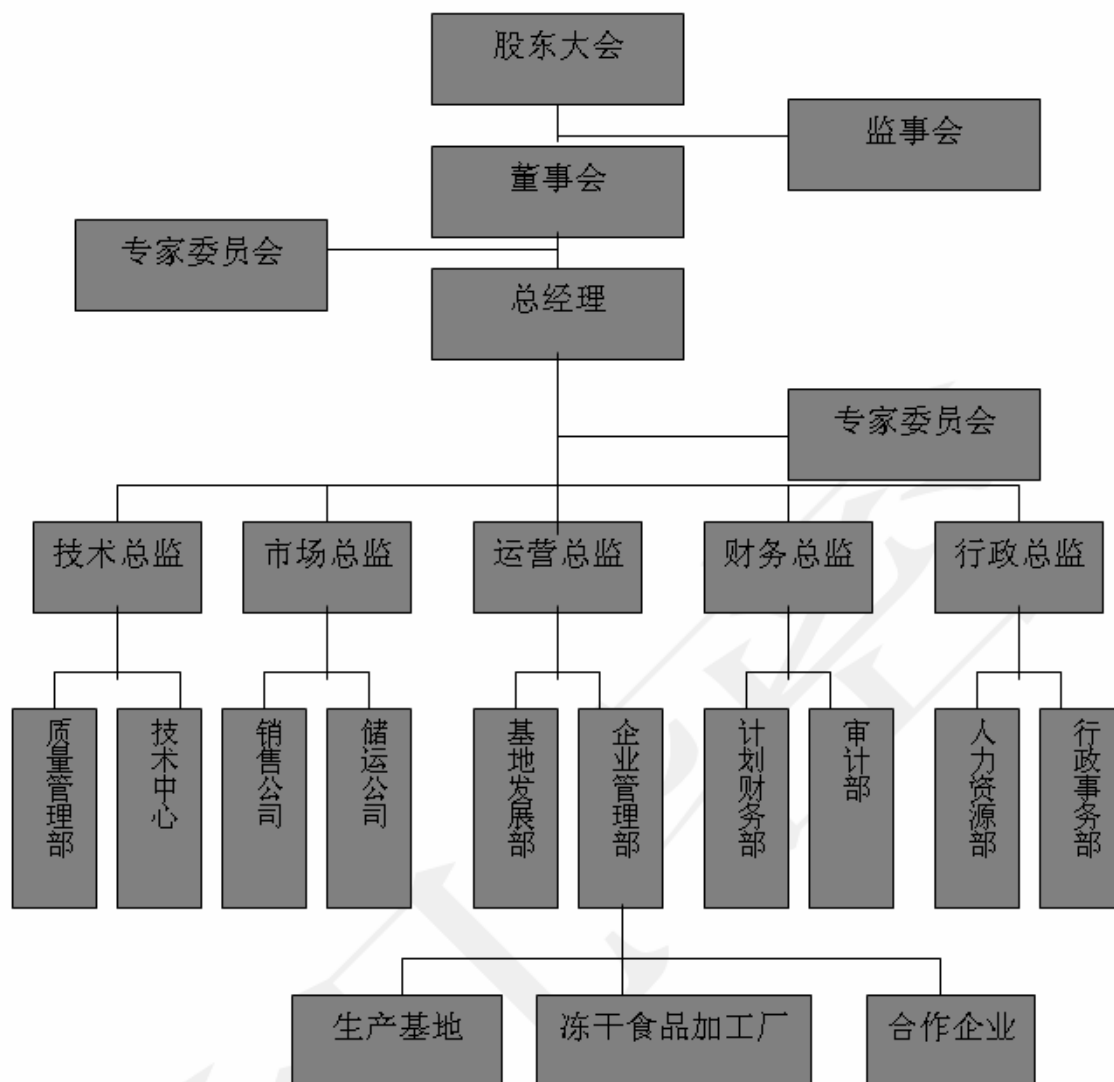 股东大会
监事会
董事会
专家委员会
总经理
专家委员会
技术总监
市场总监
运营总监
财务总监
行政总监
质量管理部
技术中心
销售公司
储运公司
基地发展部
企业管理部
计划财务部
审计部
人力资源部
行政事务部
生产基地
冻干食品加工厂
合作企业